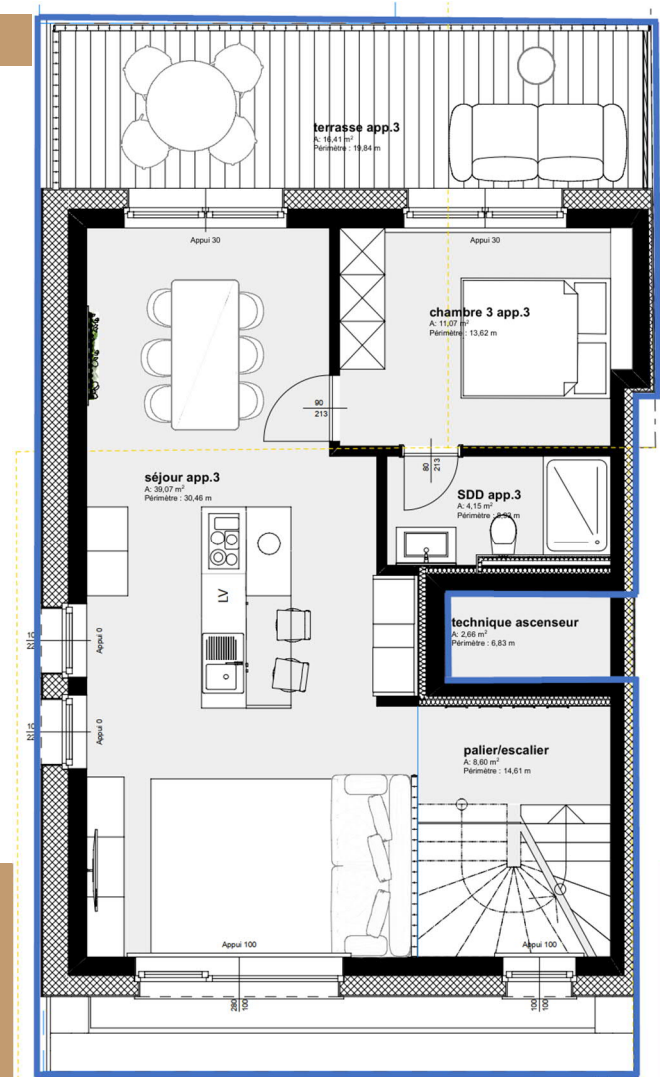 terrasse app.3
A: 16,41 m²
Périmètre : 19,84 m
Appui 30
Appui 30
chambre 3 app.3
A: 11,07 m²
Périmètre : 13,62 m
90
213
80
213
séjour app.3
A: 39,07 m²
Périmètre : 30,46 m
SDD app.3
A: 4,15 m²
Périmètre :
LV
technique ascenseur
A: 2,66 m²
Périmètre : 6,83 m
Appui 0
Appui 0
palier/escalier
A: 8,60 m²
Périmètre : 14,61 m
Appui 100
Appui 100
280
100
100
100